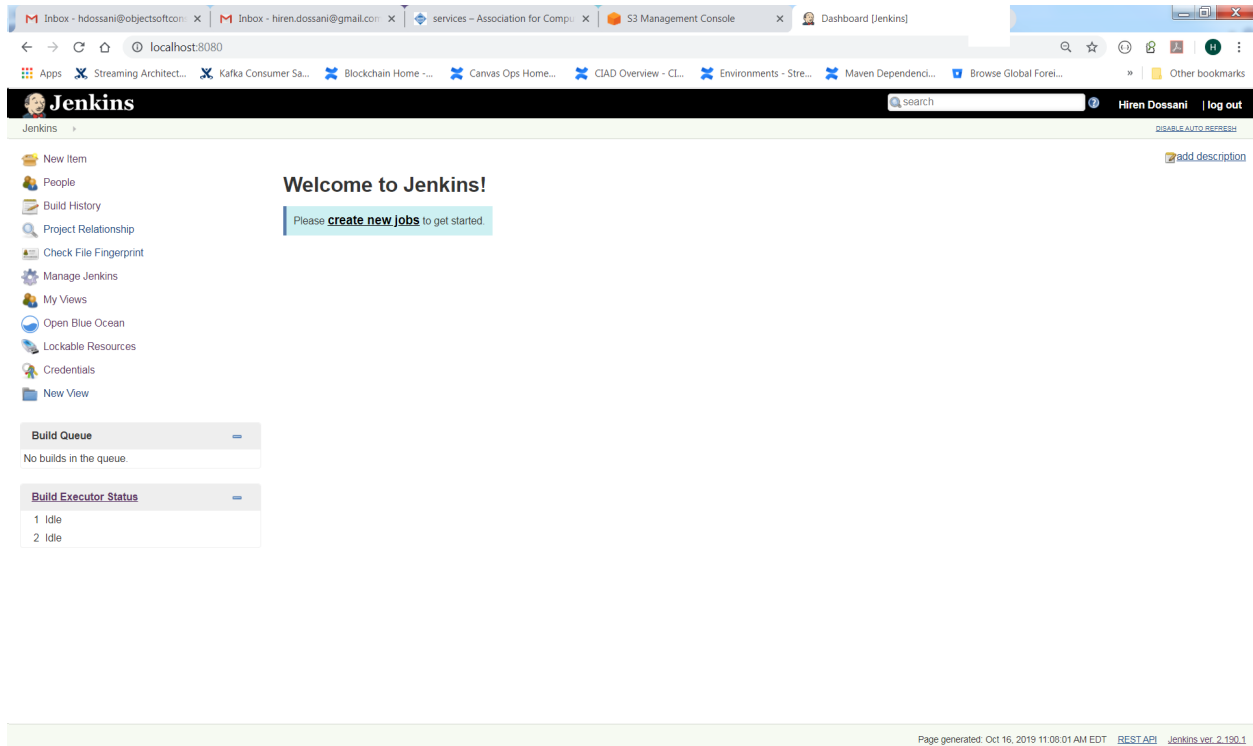 Inbox - hdossani@objectsoftcons
Inbox - hiren.dossani@gmail.com
services – Association for Compu
S3 Management Console
Dashboard [Jenkins]
localhost:8080
H
Apps Streaming Architect... Kafka Consumer Sa... Blockchain Home -... Canvas Ops Home... CIAD Overview - CI... Environments - Stre... Maven Dependenci... Browse Global Forei... » Other bookmarks
Jenkins
search
Hiren Dossani | log out
Jenkins
DISABLE AUTO REFRESH
add description
New Item
People
Build History
Project Relationship
Check File Fingerprint
Manage Jenkins
My Views
Open Blue Ocean
Lockable Resources
Credentials
New View
Build Queue
No builds in the queue.
Build Executor Status
1 Idle
2 Idle
Welcome to Jenkins!
Please create new jobs to get started.
Page generated: Oct 16, 2019 11:08:01 AM EDT REST API Jenkins ver. 2.190.1